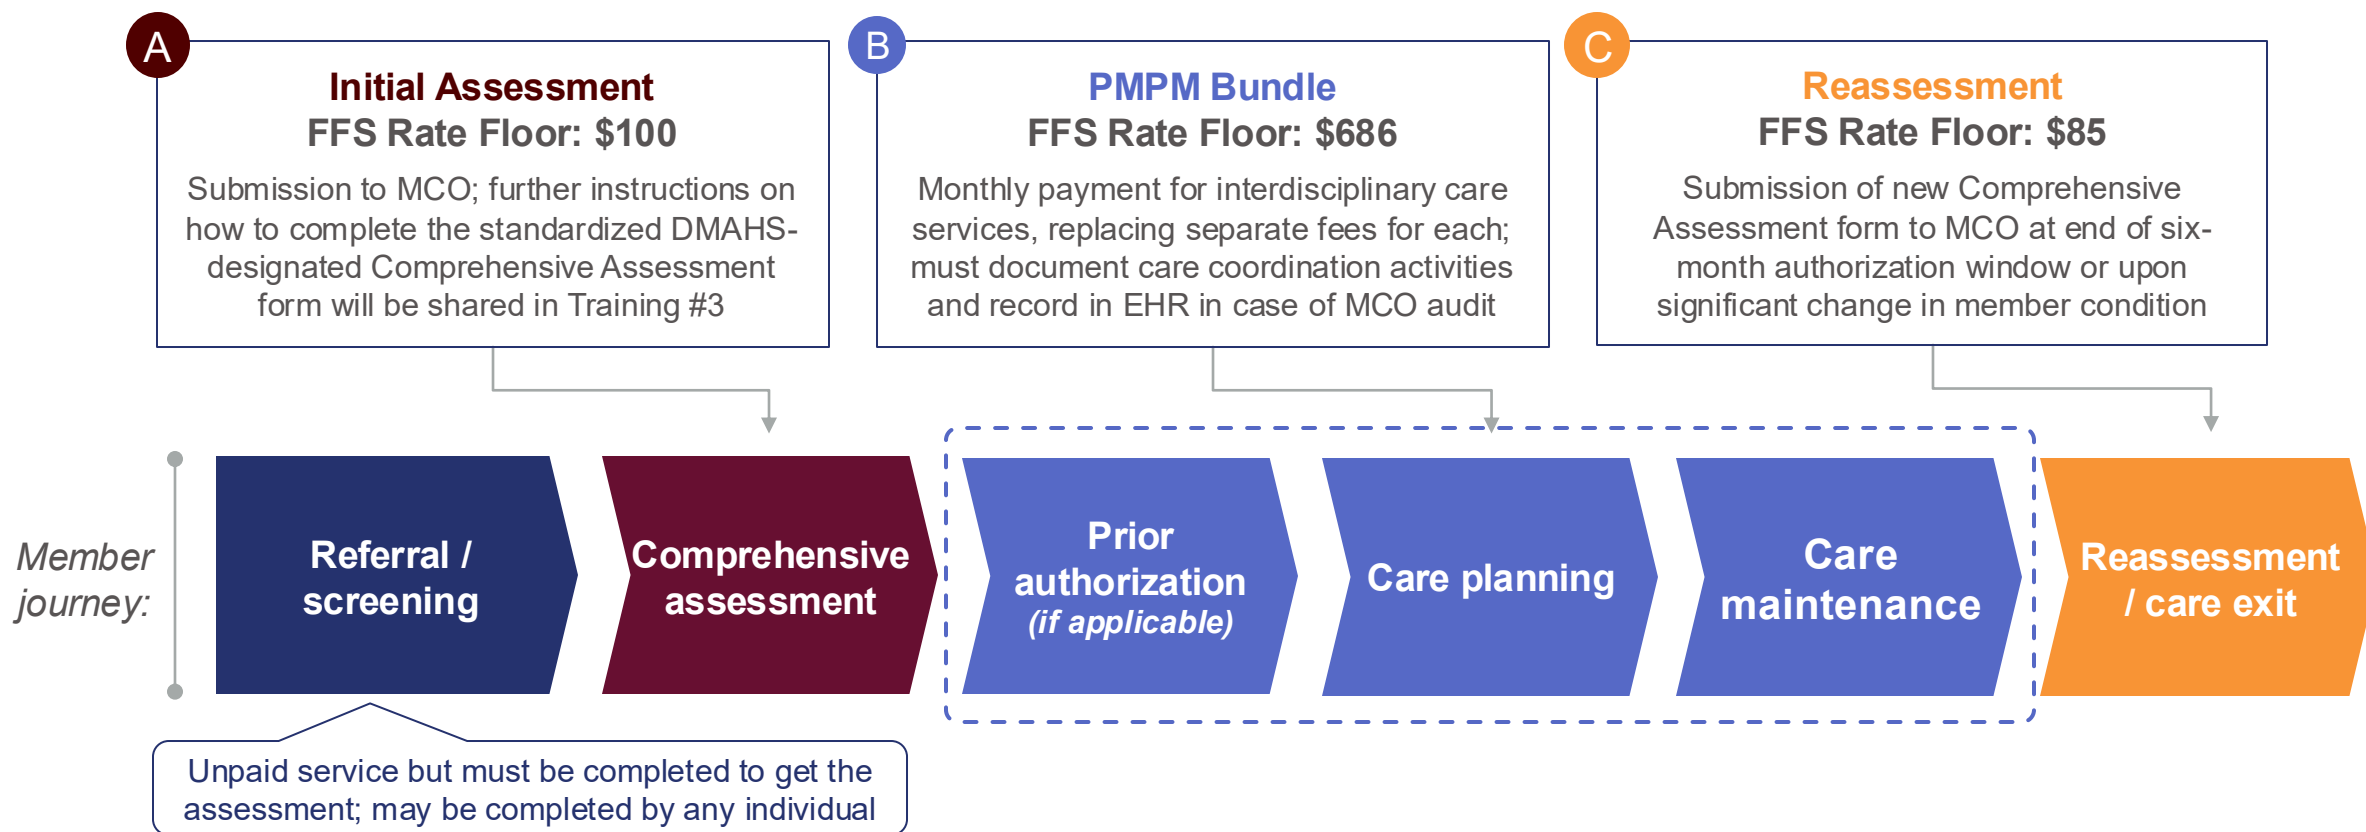 A
Initial Assessment
FFS Rate Floor: $100
Submission to MCO; further instructions on
how to complete the standardized DMAHS-
designated Comprehensive Assessment
form will be shared in Training #3
B
PMPM Bundle
FFS Rate Floor: $686
Monthly payment for interdisciplinary care
services, replacing separate fees for each;
must document care coordination activities
and record in EHR in case of MCO audit
C
Reassessment
FFS Rate Floor: $85
Submission of new Comprehensive
Assessment form to MCO at end of six-
month authorization window or upon
significant change in member condition
Member
journey:
Referral /
screening
Comprehensive
assessment
Prior
authorization
(if applicable)
Care planning
Care
maintenance
Reassessment
/ care exit
Unpaid service but must be completed to get the
assessment; may be completed by any individual